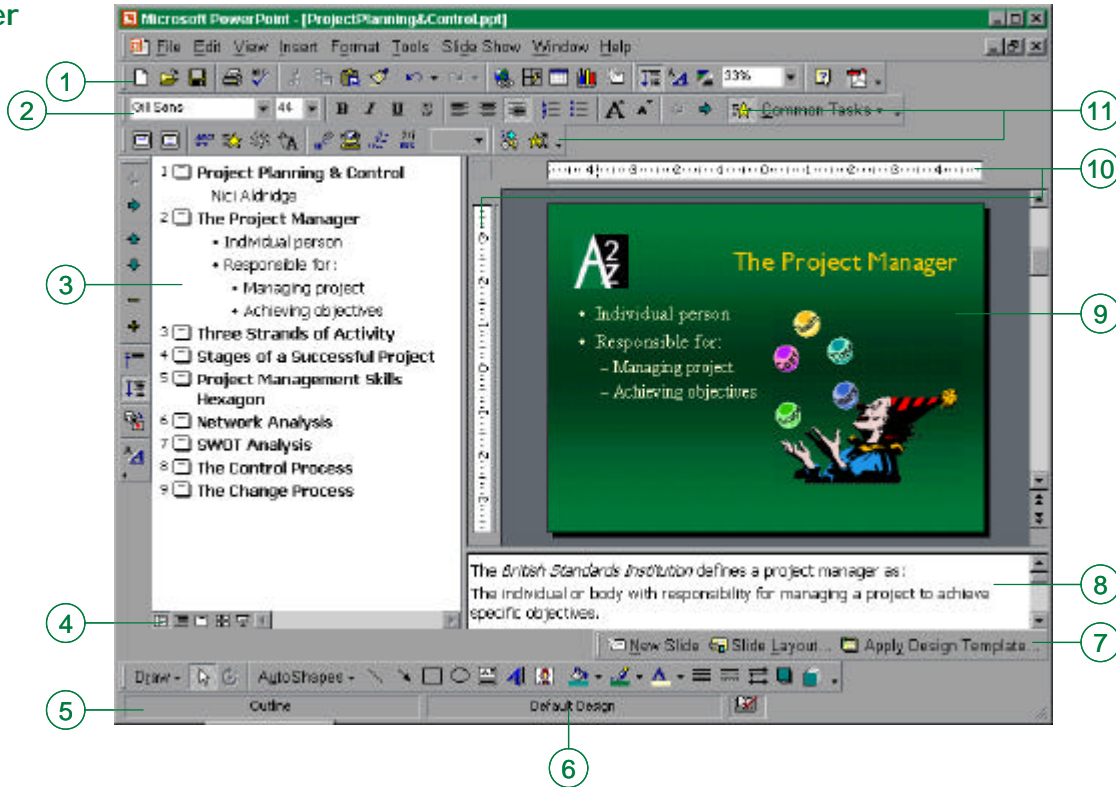 er
Microsoft PowerPoint - [ProjectPlanning&Control.ppt]
File Edit View Insert Format Tools Slide Show Window Help
1
33%
2
Gill Sans 44 B I U S
A A
Common Tasks
11
10
3
1 Project Planning & Control
Nici Aldridge
2 The Project Manager
• Individual person
• Responsible for:
• Managing project
• Achieving objectives
3 Three Strands of Activity
4 Stages of a Successful Project
5 Project Management Skills
Hexagon
6 Network Analysis
7 SWOT Analysis
8 The Control Process
9 The Change Process
A2Z
The Project Manager
• Individual person
• Responsible for:
– Managing project
– Achieving objectives
9
The British Standards Institution defines a project manager as:
The individual or body with responsibility for managing a project to achieve
specific objectives.
8
4
New Slide Slide Layout... Apply Design Template...
7
Draw AutoShapes
5
Outline Default Design
6